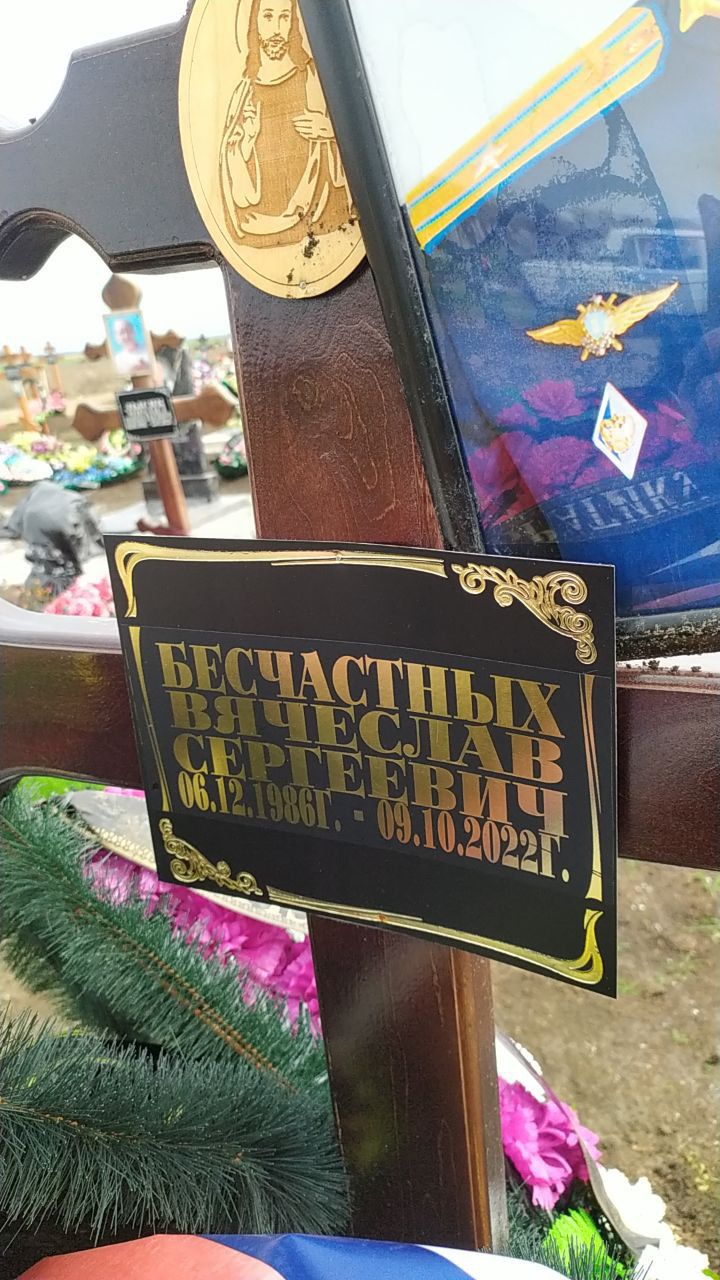 БЕСЧАСТНЫХ
ВЯЧЕСЛАВ
СЕРГЕЕВИЧ
06.12.1986Г. - 09.10.2022Г.